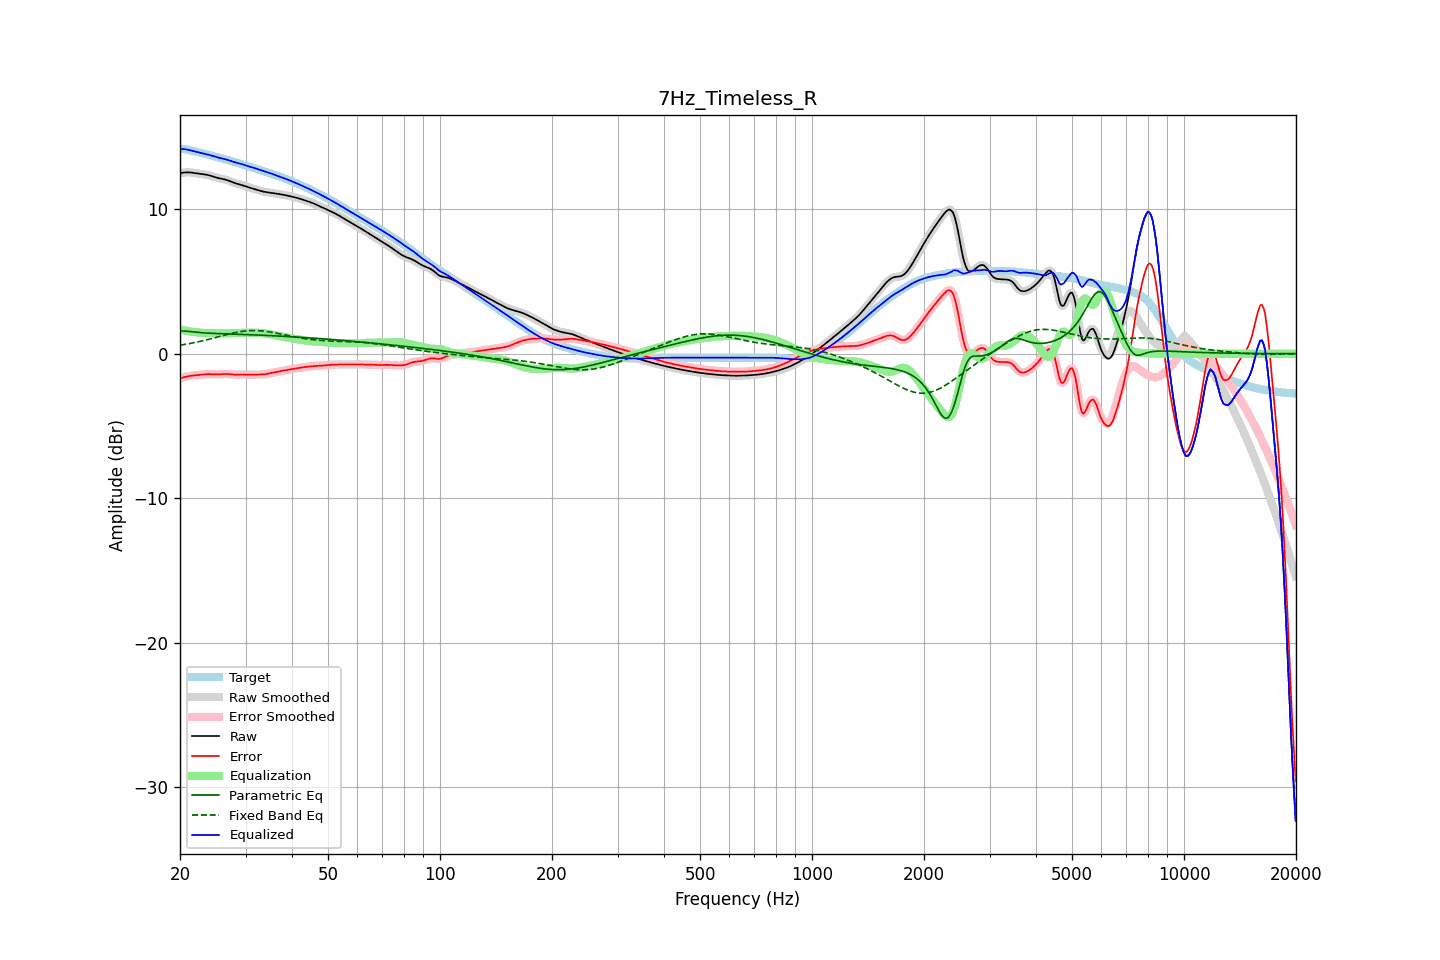 7Hz_Timeless_R
Amplitude (dBr)
10
0
−10
−20
−30
Target
Raw Smoothed
Error Smoothed
Raw
Error
Equalization
Parametric Eq
Fixed Band Eq
Equalized
20 50 100 200 500 1000 2000 5000 10000 20000
Frequency (Hz)